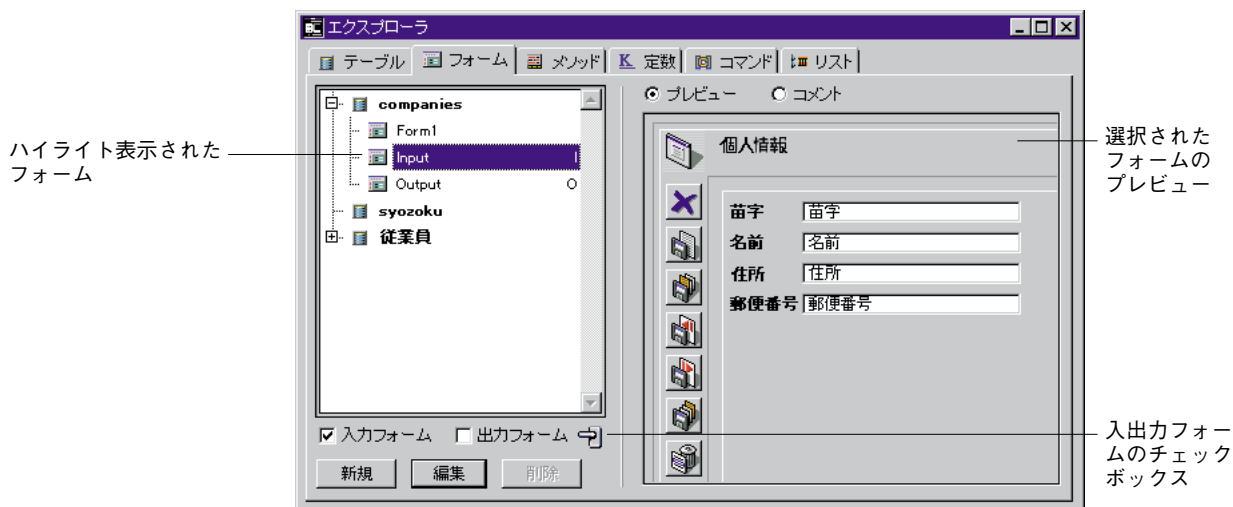 エクスプローラ
テーブル フォーム メソッド K 定数 コマンド リスト
companies
Form1
Input I
Output O
syozoku
従業員
入力フォーム 出力フォーム
新規 編集 削除
プレビュー コメント
個人情報
苗字 苗字
名前 名前
住所 住所
郵便番号 郵便番号
ハイライト表示された
フォーム
選択された
フォームの
プレビュー
入出力フォー
ムのチェック
ボックス